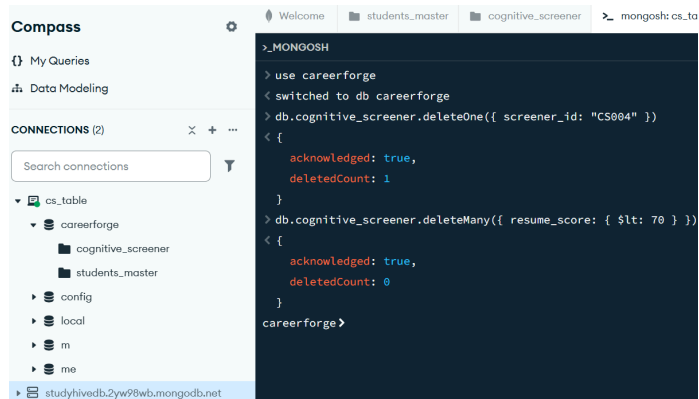 Compass
{} My Queries
Data Modeling
CONNECTIONS (2)
Search connections
cs_table
careerforge
cognitive_screener
students_master
config
local
m
me
studyhivedb.2yw98wb.mongodb.net
Welcome
students_master
cognitive_screener
>_ mongosh: cs_ta
>_MONGOSH
> use careerforge
< switched to db careerforge
> db.cognitive_screener.deleteOne({ screener_id: "CS004" })
< {
acknowledged: true,
deletedCount: 1
}
> db.cognitive_screener.deleteMany({ resume_score: { $lt: 70 } })
< {
acknowledged: true,
deletedCount: 0
}
careerforge>